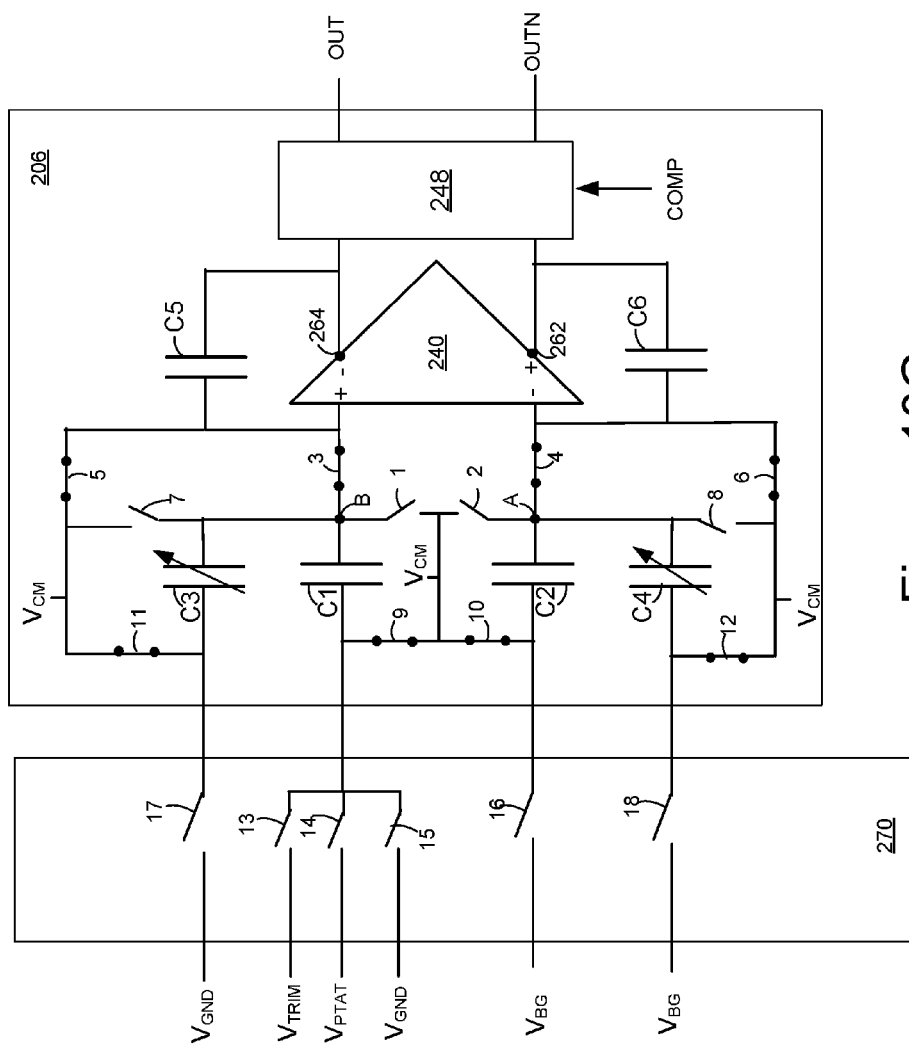 206
V_CM
5
11
7
C5
17
C3
V_GND
264
OUT
13
3
V_TRIM
C1
B
+ -
14
V_PTAT
9
1
240
248
15
V_GND
V_CM
10
2
A
16
C2
4
- +
262
OUTN
V_BG
COMP
18
C4
8
C6
V_BG
12
6
V_CM
270